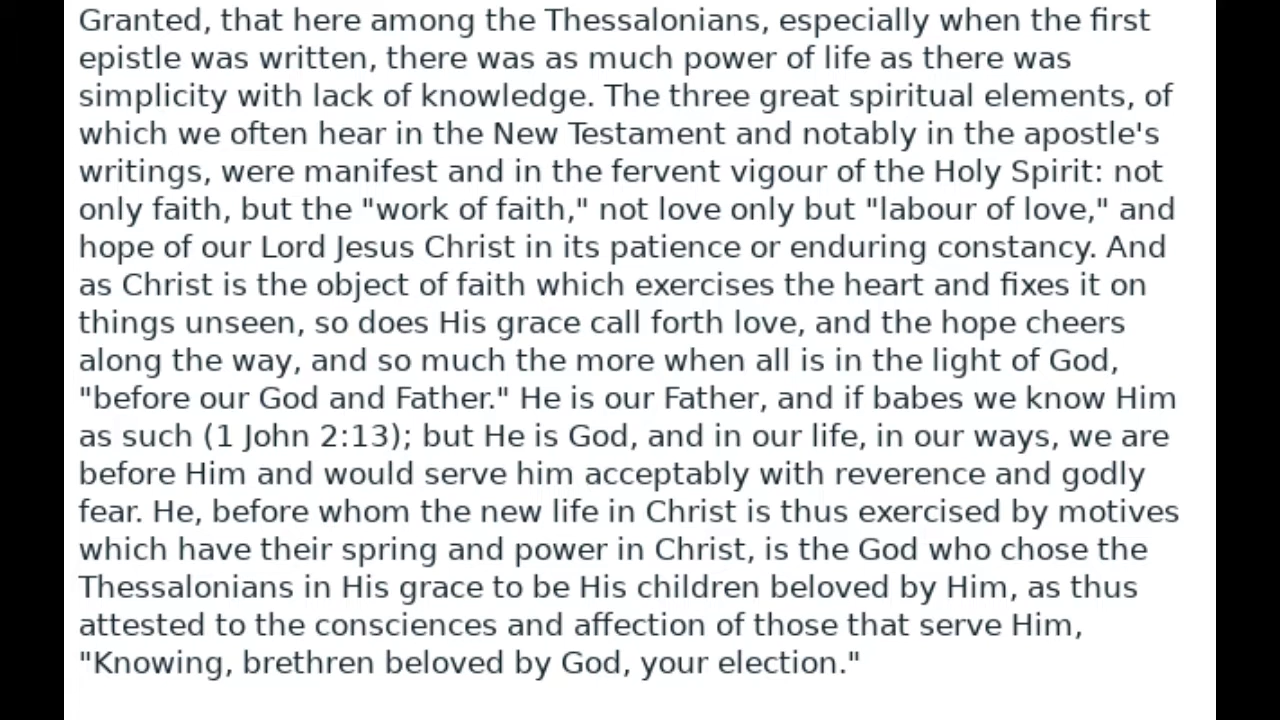 Granted, that here among the Thessalonians, especially when the first
epistle was written, there was as much power of life as there was
simplicity with lack of knowledge. The three great spiritual elements, of
which we often hear in the New Testament and notably in the apostle's
writings, were manifest and in the fervent vigour of the Holy Spirit: not
only faith, but the "work of faith," not love only but "labour of love," and
hope of our Lord Jesus Christ in its patience or enduring constancy. And
as Christ is the object of faith which exercises the heart and fixes it on
things unseen, so does His grace call forth love, and the hope cheers
along the way, and so much the more when all is in the light of God,
"before our God and Father." He is our Father, and if babes we know Him
as such (1 John 2:13); but He is God, and in our life, in our ways, we are
before Him and would serve him acceptably with reverence and godly
fear. He, before whom the new life in Christ is thus exercised by motives
which have their spring and power in Christ, is the God who chose the
Thessalonians in His grace to be His children beloved by Him, as thus
attested to the consciences and affection of those that serve Him,
"Knowing, brethren beloved by God, your election."